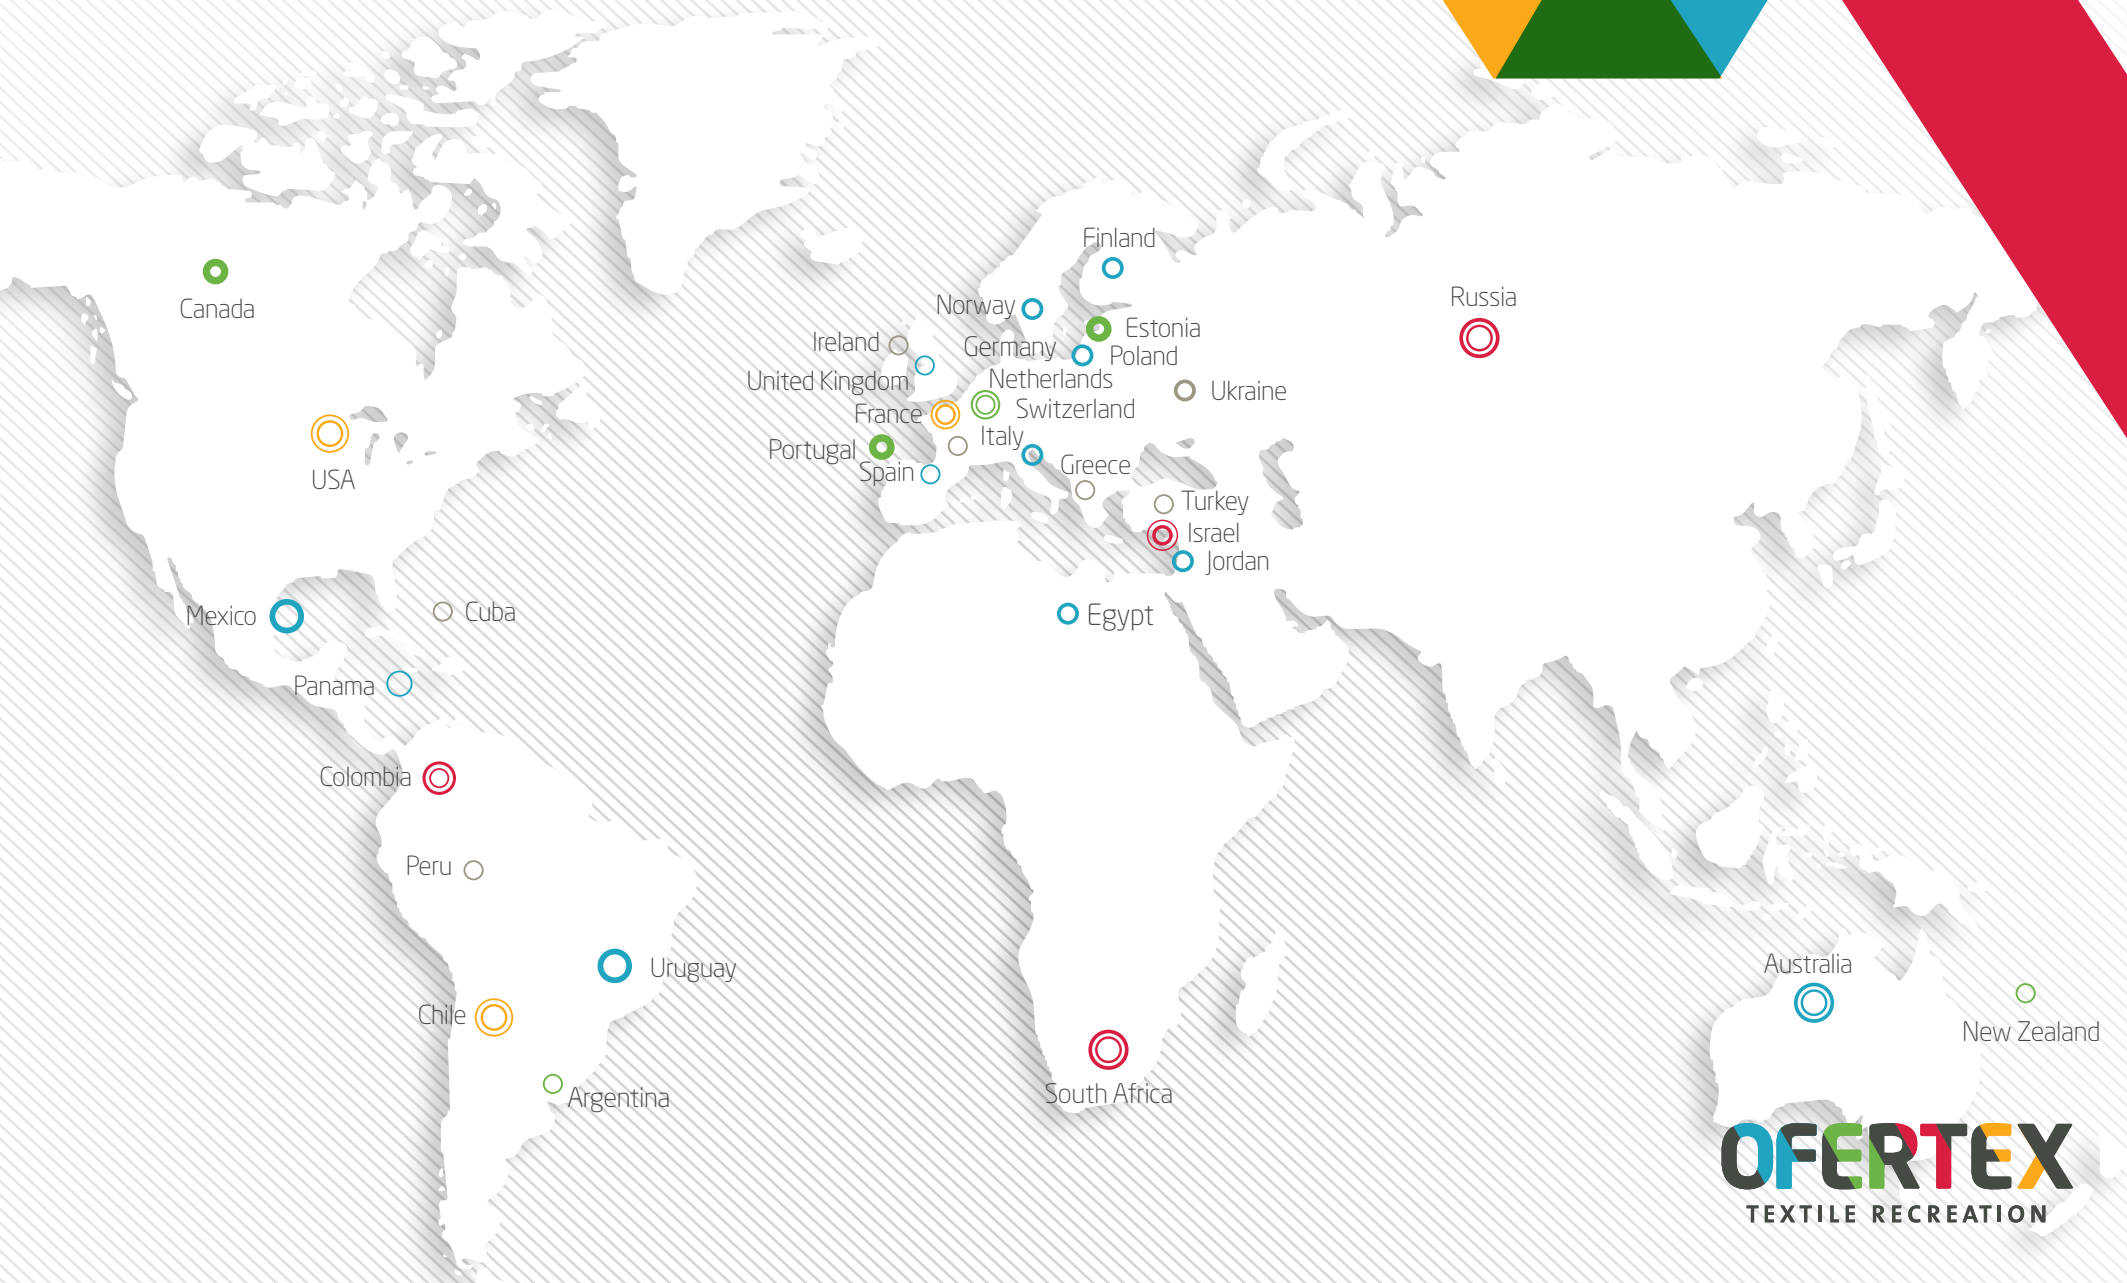 Finland
Russia
Canada
Norway
Estonia
Ireland
Germany
Poland
United Kingdom
Netherlands
Ukraine
France
Switzerland
Portugal
Italy
Spain
Greece
USA
Turkey
Israel
Jordan
Mexico
Cuba
Egypt
Panama
Colombia
Peru
Uruguay
Australia
Chile
New Zealand
Argentina
South Africa
OFERTEX
TEXTILE RECREATION